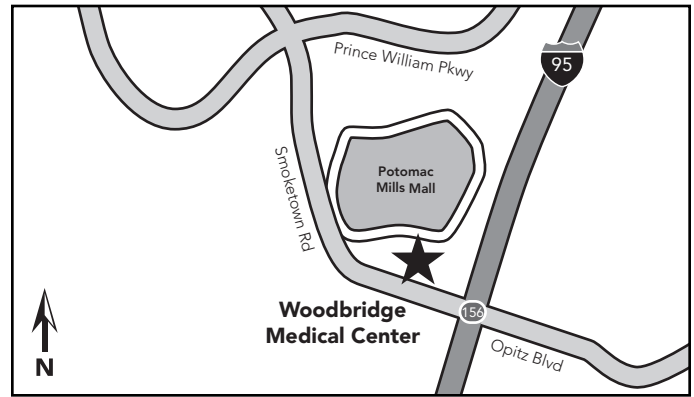 Prince William Pkwy
95
Smoketown Rd
Potomac
Mills Mall
Woodbridge
Medical Center
156
Opitz Blvd
N